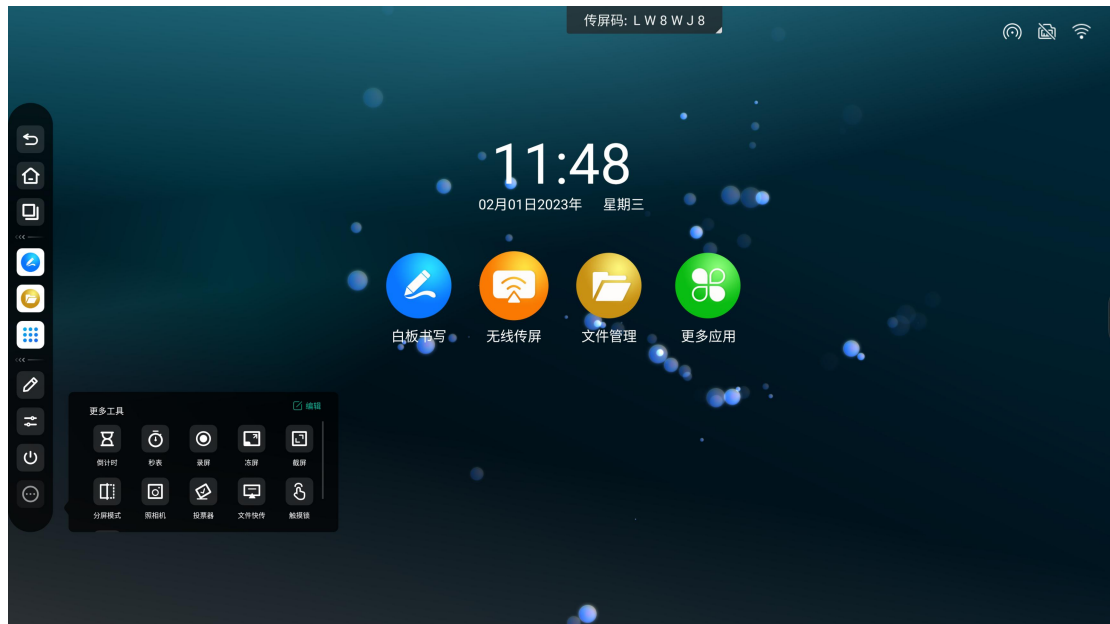 传屏码: LW8WJ8
11:48
02月01日2023年 星期三
白板书写 无线传屏 文件管理 更多应用
更多工具 编辑
倒计时 秒表 录屏 冻屏 截屏
分屏模式 照相机 投票器 文件快传 触摸锁